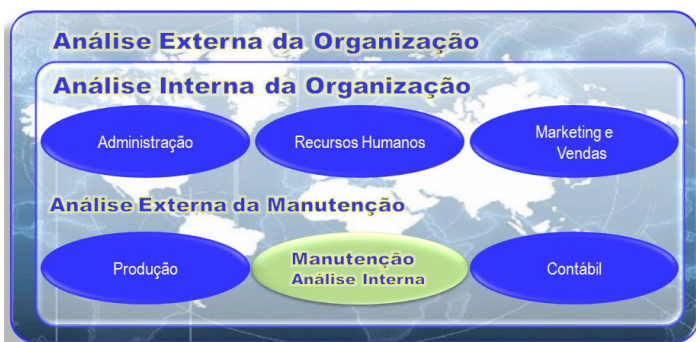 Análise Externa da Organização
Análise Interna da Organização
Administração
Recursos Humanos
Marketing e
Vendas
Análise Externa da Manutenção
Produção
Manutenção
Análise Interna
Contábil